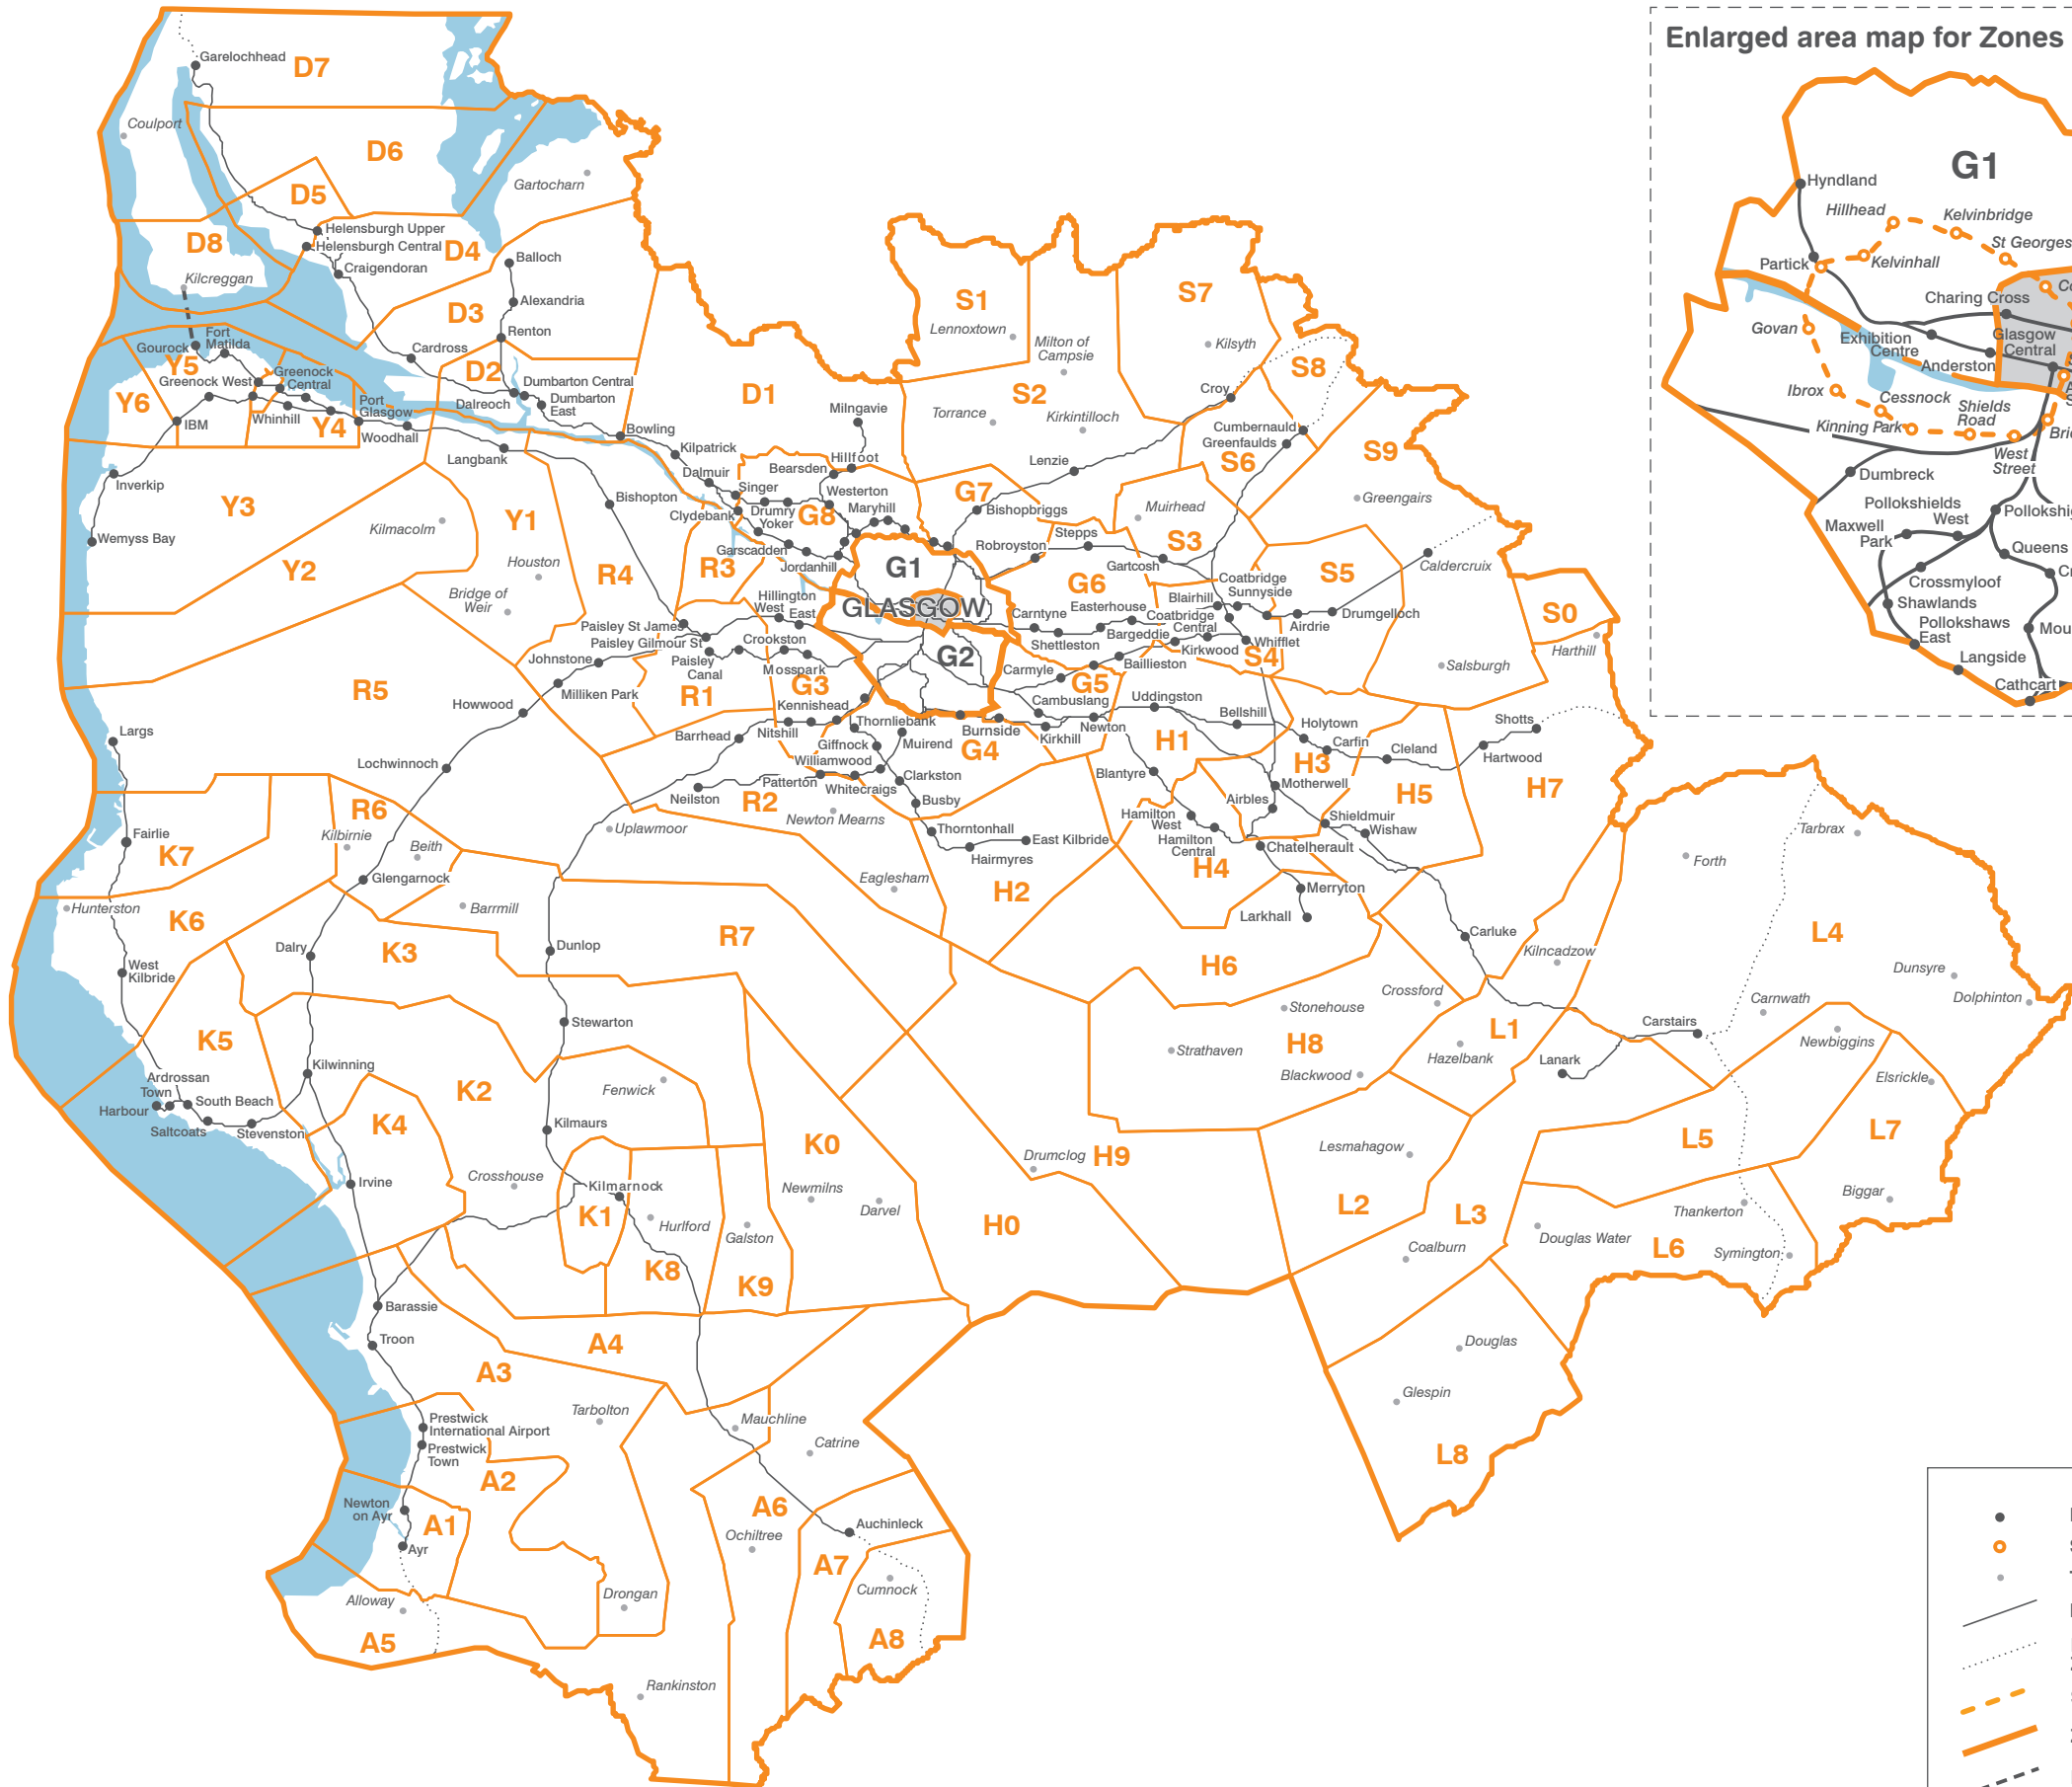 Enlarged area map for Zones
G1
Hyndland
Hillhead
Kelvinbridge
St Georges
Partick
Kelvinhall
Charing Cross
Govan
Exhibition
Centre
Glasgow
Central
Anderston
Ibrox
Cessnock
Shields
Road
Kinning Park
West
Street
Dumbreck
Pollokshields
West
Maxwell
Park
Queens
Crossmyloof
Shawlands
Pollokshaws
East
Langside
Cathcart
Garelochhead
D7
Coulport
D6
Gartocharn
D5
Helensburgh Upper
Helensburgh Central
D8
D4
Craigendoran
Balloch
Kilcreggan
Alexandria
D3
Renton
Fort
Matilda
Gourock
Y5
Cardross
D2
Greenock West
Greenock
Central
Dumbarton Central
Dumbarton
East
Dalreoch
Y6
IBM
Whinhill
Y4
Port
Glasgow
Woodhall
Bowling
D1
Langbank
Kilpatrick
Milngavie
Hillfoot
Bearsden
Dalmuir
Singer
Westerton
Inverkip
Y3
Bishopton
Drumry
Clydebank
Yoker
G8
Maryhill
Kilmacolm
Y1
Wemyss Bay
Garscadden
Jordanhill
Y2
Houston
R4
R3
G1
Bridge of
Weir
Hillington
West
East
GLASGOW
Paisley St James
Paisley Gilmour St
Crookston
G2
Johnstone
Paisley
Canal
Mosspark
R5
Milliken Park
R1
G3
Howwood
Kennishead
Thornliebank
Barrhead
Nitshill
Giffnock
Muirend
Burnside
G4
Kirkhill
Cambuslang
Newton
Williamwood
Patterton
Whitecraigs
Clarkston
Neilston
R2
Busby
Newton Mearns
Uplawmoor
Thorntonhall
East Kilbride
Hairmyres
Eaglesham
H2
S1
Lennoxtown
S7
Milton of
Campsie
Kilsyth
S8
S2
Croy
Torrance
Kirkintilloch
Cumbernauld
Greenfaulds
S6
S9
Lenzie
G7
Bishopbriggs
Muirhead
Greengairs
Stepps
Robroyston
S3
Gartcosh
G6
Coatbridge
Sunnyside
S5
Caldercruix
Blairhill
Easterhouse
Carntyne
Coatbridge
Central
Drumgelloch
Airdrie
S0
Shettleston
Bargeddie
Kirkwood
Whifflet
Harthill
Baillieston
S4
Carmyle
G5
Salsburgh
Uddingston
Bellshill
Holytown
Carfin
Cleland
Shotts
Hartwood
H1
H3
Blantyre
Motherwell
H5
H7
Airbles
Hamilton
West
Shieldmuir
Wishaw
Hamilton
Central
Chatelherault
H4
Merryton
Larkhall
Largs
Lochwinnoch
R6
Kilbirnie
Beith
Fairlie
K7
Glengarnock
Hunterston
Barrmill
K6
Dalry
K3
Dunlop
R7
West
Kilbride
H6
Carluke
Forth
Tarbrax
Kilncadzow
L4
Crossford
Dunsyre
Dolphinton
Carnwath
Stonehouse
Stewarton
K5
L1
Carstairs
Strathaven
H8
Newbiggins
Hazelbank
Lanark
Kilwinning
Ardrossan
Town
South Beach
Harbour
Saltcoats
Stevenston
K2
Fenwick
Blackwood
Elsrickle
K4
Kilmaurs
K0
Drumclog
H9
Lesmahagow
L5
L7
Crosshouse
Irvine
Kilmarnock
K1
Hurlford
Newmilns
Darvel
Galston
H0
L2
L3
Thankerton
Biggar
Douglas Water
Coalburn
L6
Symington
K8
K9
Barassie
Troon
A4
Douglas
A3
Glespin
Prestwick
International Airport
Prestwick
Town
Tarbolton
Mauchline
Catrine
L8
A2
Newton
on Ayr
A1
A6
Ayr
Auchinleck
Ochiltree
A7
Cumnock
Alloway
Drongan
A5
A8
Rankinston